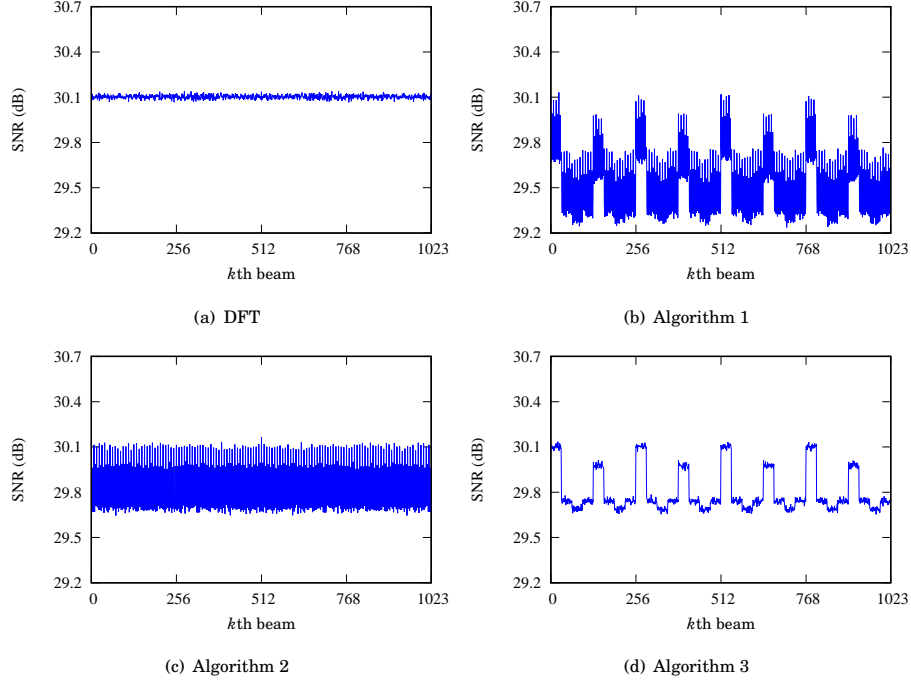 30.7
30.4
30.1
29.8
29.5
29.2
SNR (dB)
0 256 512 768 1023
kth beam
(a) DFT
30.7
30.4
30.1
29.8
29.5
29.2
SNR (dB)
0 256 512 768 1023
kth beam
(b) Algorithm 1
30.7
30.4
30.1
29.8
29.5
29.2
SNR (dB)
0 256 512 768 1023
kth beam
(c) Algorithm 2
30.7
30.4
30.1
29.8
29.5
29.2
SNR (dB)
0 256 512 768 1023
kth beam
(d) Algorithm 3